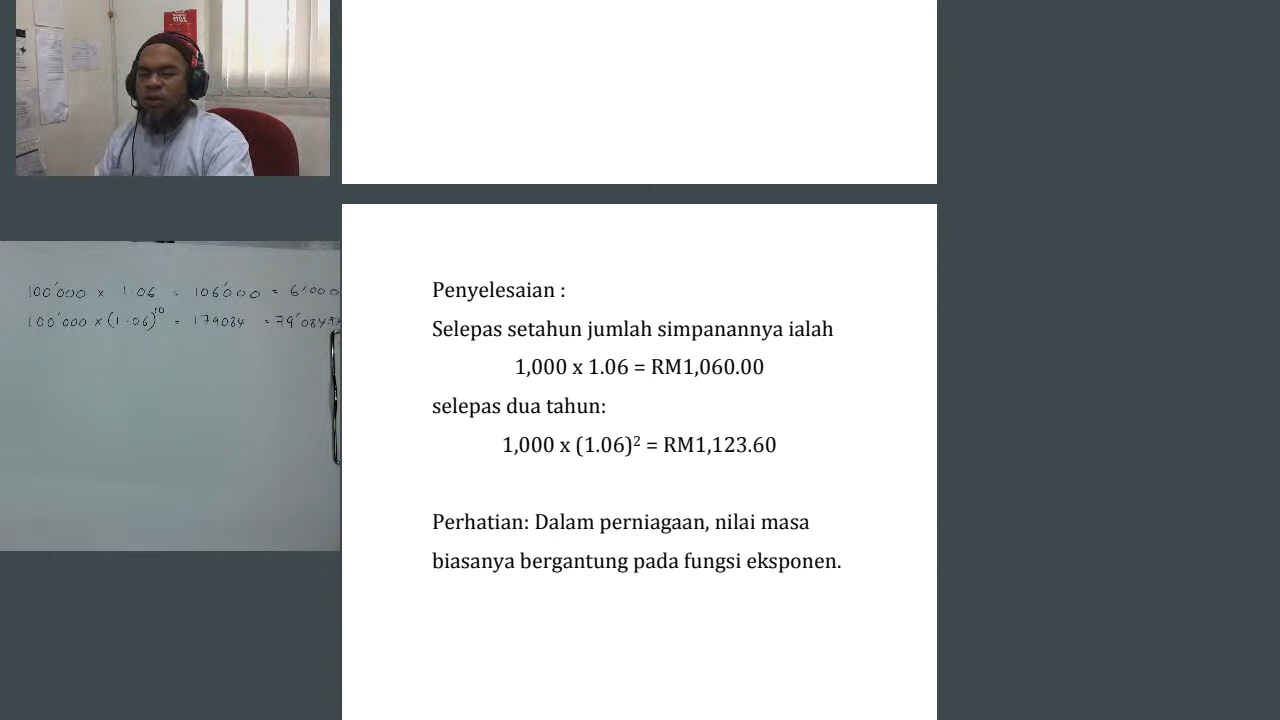 100'000 x 1.06 = 106'000 = 6'000
100'000 x (1.06)¹⁰ = 179084 = 79'084
Penyelesaian :
Selepas setahun jumlah simpanannya ialah
1,000 x 1.06 = RM1,060.00
selepas dua tahun:
1,000 x (1.06)² = RM1,123.60
Perhatian: Dalam perniagaan, nilai masa
biasanya bergantung pada fungsi eksponen.